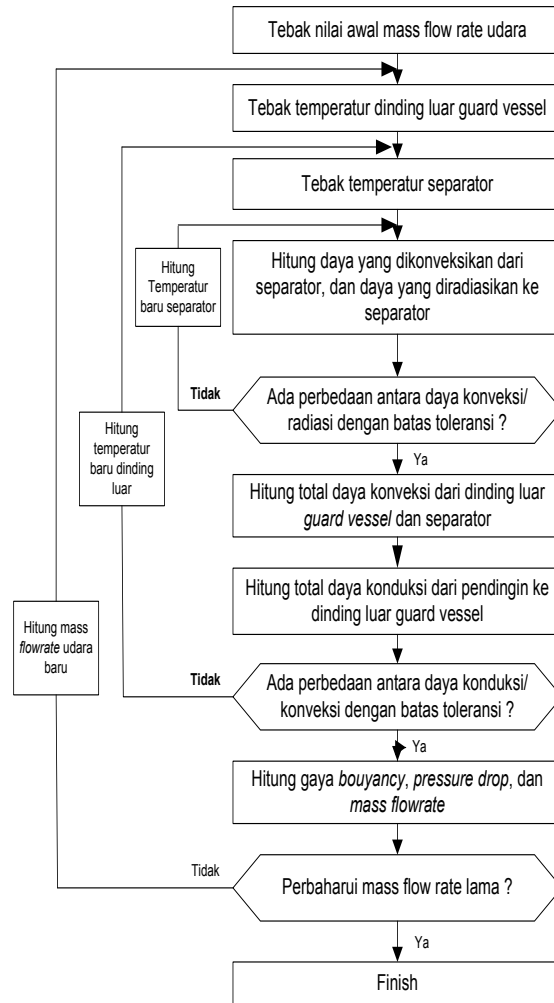 Tebak nilai awal mass flow rate udara
Tebak temperatur dinding luar guard vessel
Tebak temperatur separator
Hitung
Temperatur
baru separator
Hitung daya yang dikonveksikan dari
separator, dan daya yang diradiasikan ke
separator
Tidak
Ada perbedaan antara daya konveksi/
radiasi dengan batas toleransi ?
Ya
Hitung
temperatur
baru dinding
luar
Hitung total daya konveksi dari dinding luar
guard vessel dan separator
Hitung total daya konduksi dari pendingin ke
dinding luar guard vessel
Hitung mass
flowrate udara
baru
Tidak
Ada perbedaan antara daya konduksi/
konveksi dengan batas toleransi ?
Ya
Hitung gaya bouyancy, pressure drop, dan
mass flowrate
Tidak
Perbaharui mass flow rate lama ?
Ya
Finish